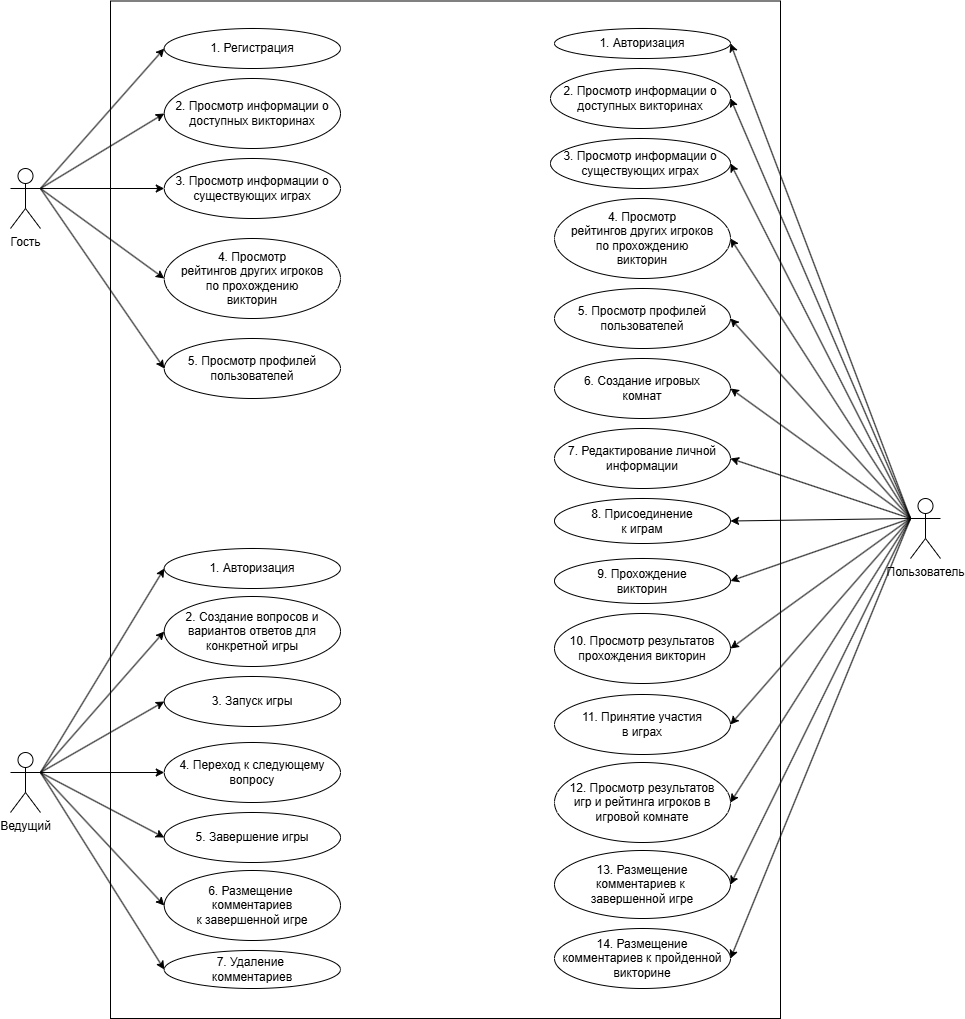 1. Регистрация
2. Просмотр информации о
доступных викторинах
3. Просмотр информации о
существующих играх
4. Просмотр
рейтингов других игроков
по прохождению
викторин
5. Просмотр профилей
пользователей
Гость
1. Авторизация
2. Создание вопросов и
вариантов ответов для
конкретной игры
3. Запуск игры
4. Переход к следующему
вопросу
5. Завершение игры
6. Размещение
комментариев
к завершенной игре
7. Удаление
комментариев
Ведущий
1. Авторизация
2. Просмотр информации о
доступных викторинах
3. Просмотр информации о
существующих играх
4. Просмотр
рейтингов других игроков
по прохождению
викторин
5. Просмотр профилей
пользователей
6. Создание игровых
комнат
7. Редактирование личной
информации
8. Присоединение
к играм
9. Прохождение
викторин
10. Просмотр результатов
прохождения викторин
11. Принятие участия
в играх
12. Просмотр результатов
игр и рейтинга игроков в
игровой комнате
13. Размещение
комментариев к
завершенной игре
14. Размещение
комментариев к пройденной
викторине
Пользователь